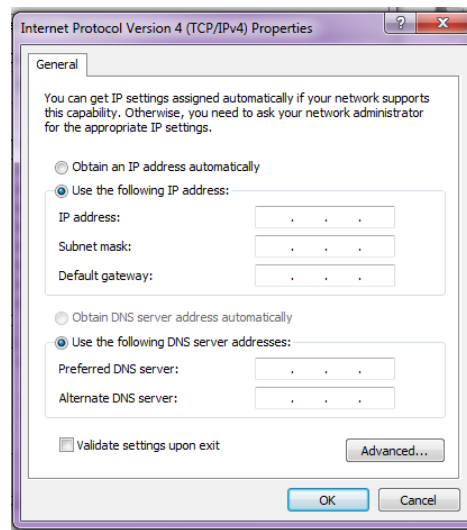 Internet Protocol Version 4 (TCP/IPv4) Properties
General
You can get IP settings assigned automatically if your network supports
this capability. Otherwise, you need to ask your network administrator
for the appropriate IP settings.
Obtain an IP address automatically
Use the following IP address:
IP address: . . .
Subnet mask: . . .
Default gateway: . . .
Obtain DNS server address automatically
Use the following DNS server addresses:
Preferred DNS server: . . .
Alternate DNS server: . . .
Validate settings upon exit
Advanced...
OK Cancel